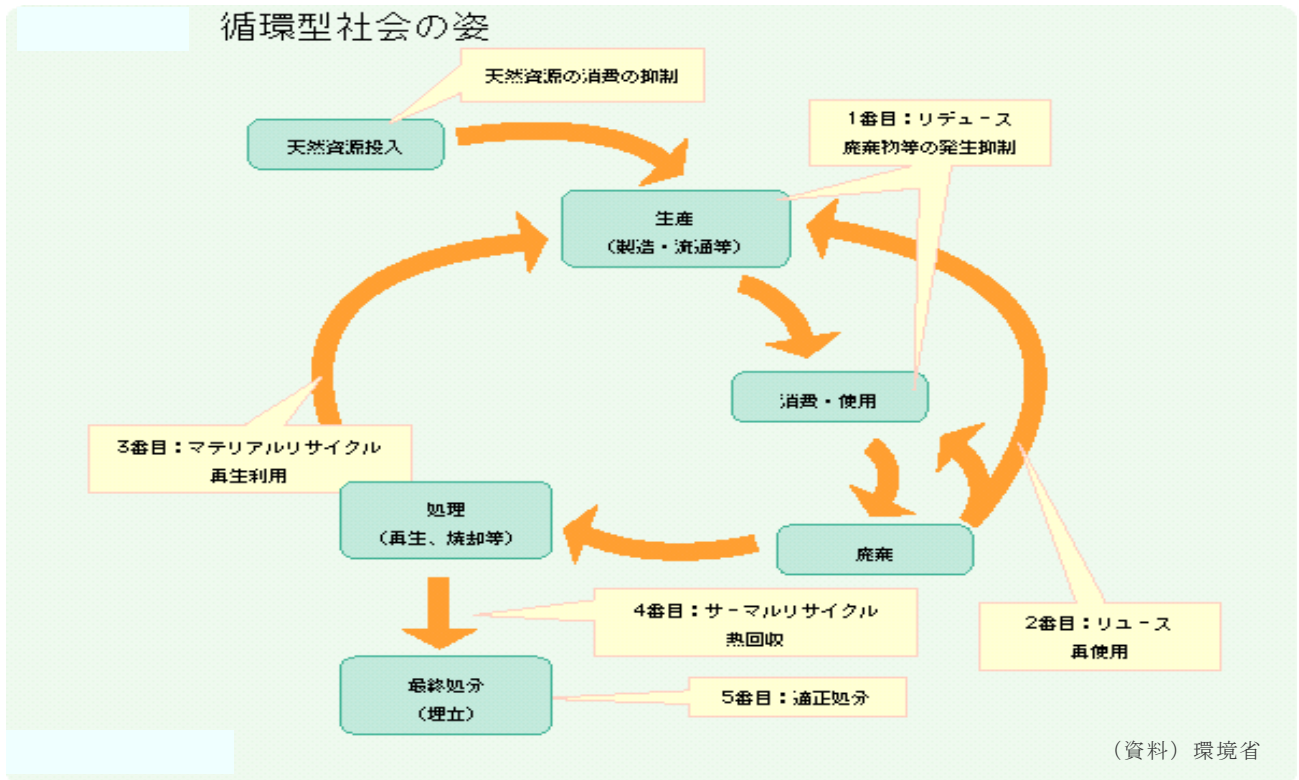 循環型社会の姿
天然資源の消費の抑制
天然資源投入
1番目：リデュース
廃棄物等の発生抑制
生産
（製造・流通等）
消費・使用
3番目：マテリアルリサイクル
再生利用
処理
（再生、焼却等）
廃棄
4番目：サーマルリサイクル
熱回収
2番目：リユース
再使用
最終処分
（埋立）
5番目：適正処分
（資料）環境省